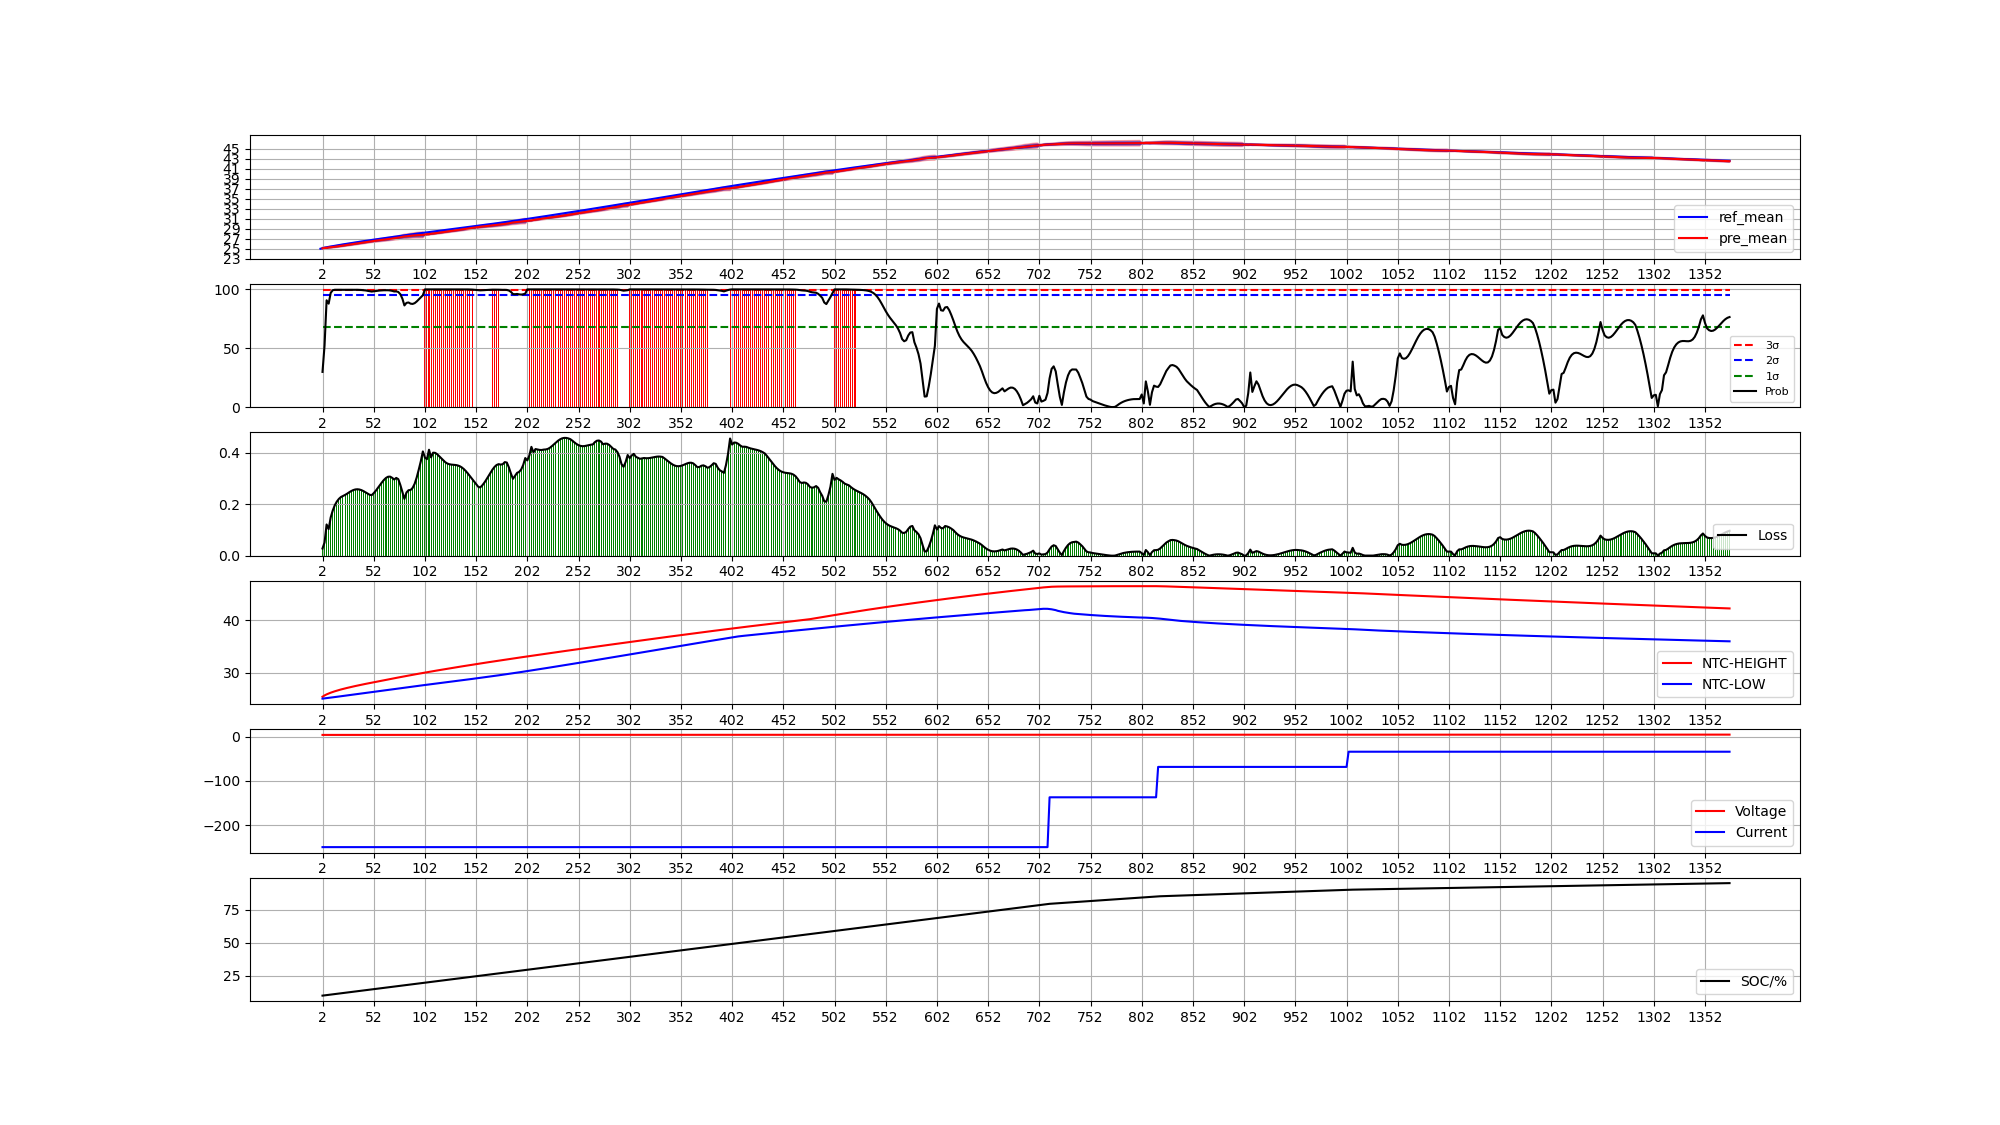 45
43
41
39
37
35
33
31
29
27
25
23
ref_mean
pre_mean
2 52 102 152 202 252 302 352 402 452 502 552 602 652 702 752 802 852 902 952 1002 1052 1102 1152 1202 1252 1302 1352
100
50
0
3σ
2σ
1σ
Prob
2 52 102 152 202 252 302 352 402 452 502 552 602 652 702 752 802 852 902 952 1002 1052 1102 1152 1202 1252 1302 1352
0.4
0.2
0.0
Loss
2 52 102 152 202 252 302 352 402 452 502 552 602 652 702 752 802 852 902 952 1002 1052 1102 1152 1202 1252 1302 1352
40
30
NTC-HEIGHT
NTC-LOW
2 52 102 152 202 252 302 352 402 452 502 552 602 652 702 752 802 852 902 952 1002 1052 1102 1152 1202 1252 1302 1352
0
−100
−200
Voltage
Current
2 52 102 152 202 252 302 352 402 452 502 552 602 652 702 752 802 852 902 952 1002 1052 1102 1152 1202 1252 1302 1352
75
50
25
SOC/%
2 52 102 152 202 252 302 352 402 452 502 552 602 652 702 752 802 852 902 952 1002 1052 1102 1152 1202 1252 1302 1352